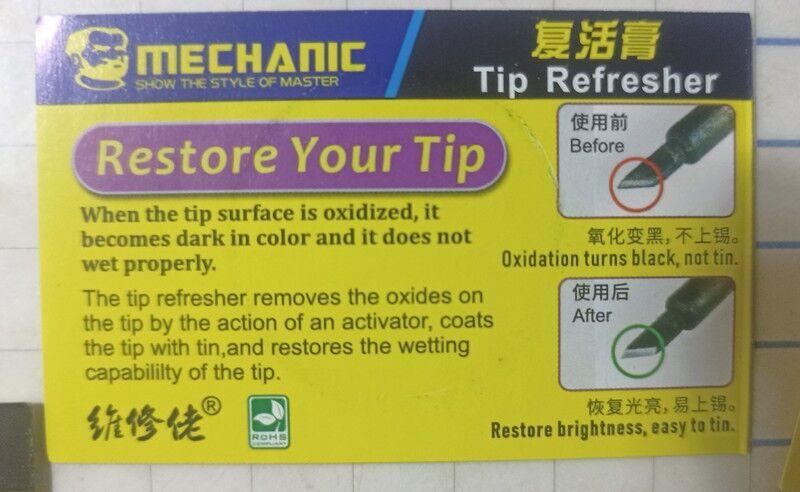 MECHANIC
SHOW THE STYLE OF MASTER
复活膏
Tip Refresher
Restore Your Tip
When the tip surface is oxidized, it
becomes dark in color and it does not
wet properly.
The tip refresher removes the oxides on
the tip by the action of an activator, coats
the tip with tin,and restores the wetting
capabililty of the tip.
维修佬®
RoHS
COMPLIANT
使用前
Before
氧化变黑,不上锡。
Oxidation turns black, not tin.
使用后
After
恢复光亮,易上锡。
Restore brightness, easy to tin.